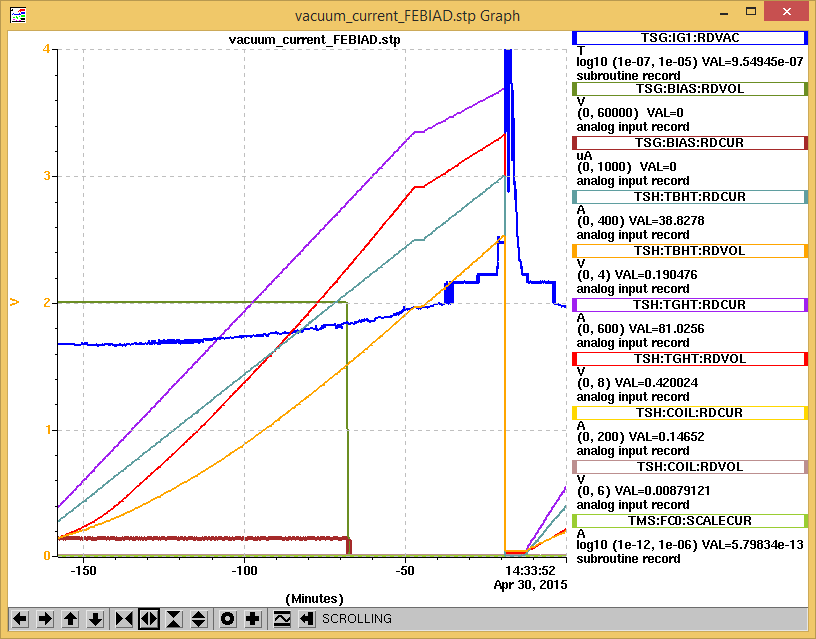 vacuum_current_FEBIAD.stp Graph
vacuum_current_FEBIAD.stp
4
3
2
1
0
V
-150
-100
-50
14:33:52
Apr 30, 2015
(Minutes)
TSG:IG1:RDVAC
T
log10 (1e-07, 1e-05) VAL=9.54945e-07
subroutine record
TSG:BIAS:RDVOL
V
(0, 60000) VAL=0
analog input record
TSG:BIAS:RDCUR
uA
(0, 1000) VAL=0
analog input record
TSH:TBHT:RDCUR
A
(0, 400) VAL=38.8278
analog input record
TSH:TBHT:RDVOL
V
(0, 4) VAL=0.190476
analog input record
TSH:TGHT:RDCUR
A
(0, 600) VAL=81.0256
analog input record
TSH:TGHT:RDVOL
V
(0, 8) VAL=0.420024
analog input record
TSH:COIL:RDCUR
A
(0, 200) VAL=0.14652
analog input record
TSH:COIL:RDVOL
V
(0, 6) VAL=0.00879121
analog input record
TMS:FC0:SCALECUR
A
log10 (1e-12, 1e-06) VAL=5.79834e-13
subroutine record
SCROLLING